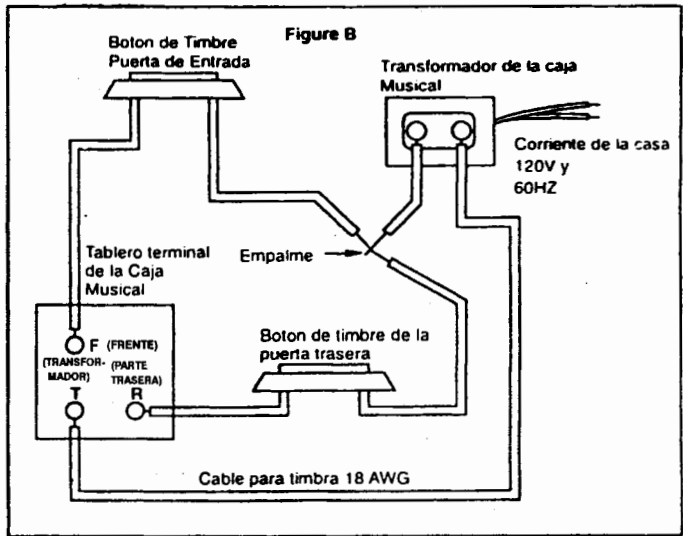 Figure B
Boton de Timbre
Puerta de Entrada
Transformador de la caja
Musical
Corriente de la casa
120V y
60HZ
Tablero terminal
de la Caja
Musical
Empalme
F (FRENTE)
(TRANSFOR-
MADOR)
(PARTE
TRASERA)
T
R
Boton de timbre de la
puerta trasera
Cable para timbra 18 AWG